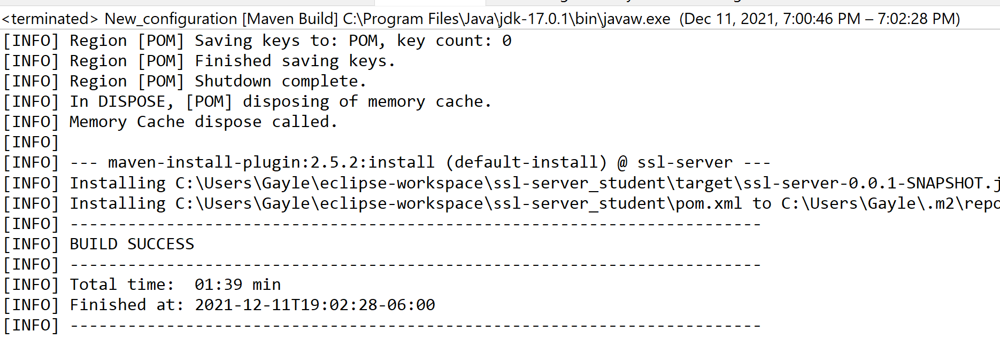 <terminated> New_configuration [Maven Build] C:\Program Files\Java\jdk-17.0.1\bin\javaw.exe  (Dec 11, 2021, 7:00:46 PM – 7:02:28 PM)
[INFO] Region [POM] Saving keys to: POM, key count: 0
[INFO] Region [POM] Finished saving keys.
[INFO] Region [POM] Shutdown complete.
[INFO] In DISPOSE, [POM] disposing of memory cache.
[INFO] Memory Cache dispose called.
[INFO]
[INFO] --- maven-install-plugin:2.5.2:install (default-install) @ ssl-server ---
[INFO] Installing C:\Users\Gayle\eclipse-workspace\ssl-server_student\target\ssl-server-0.0.1-SNAPSHOT.j
[INFO] Installing C:\Users\Gayle\eclipse-workspace\ssl-server_student\pom.xml to C:\Users\Gayle\.m2\repo
[INFO] ------------------------------------------------------------------------
[INFO] BUILD SUCCESS
[INFO] ------------------------------------------------------------------------
[INFO] Total time:  01:39 min
[INFO] Finished at: 2021-12-11T19:02:28-06:00
[INFO] ------------------------------------------------------------------------